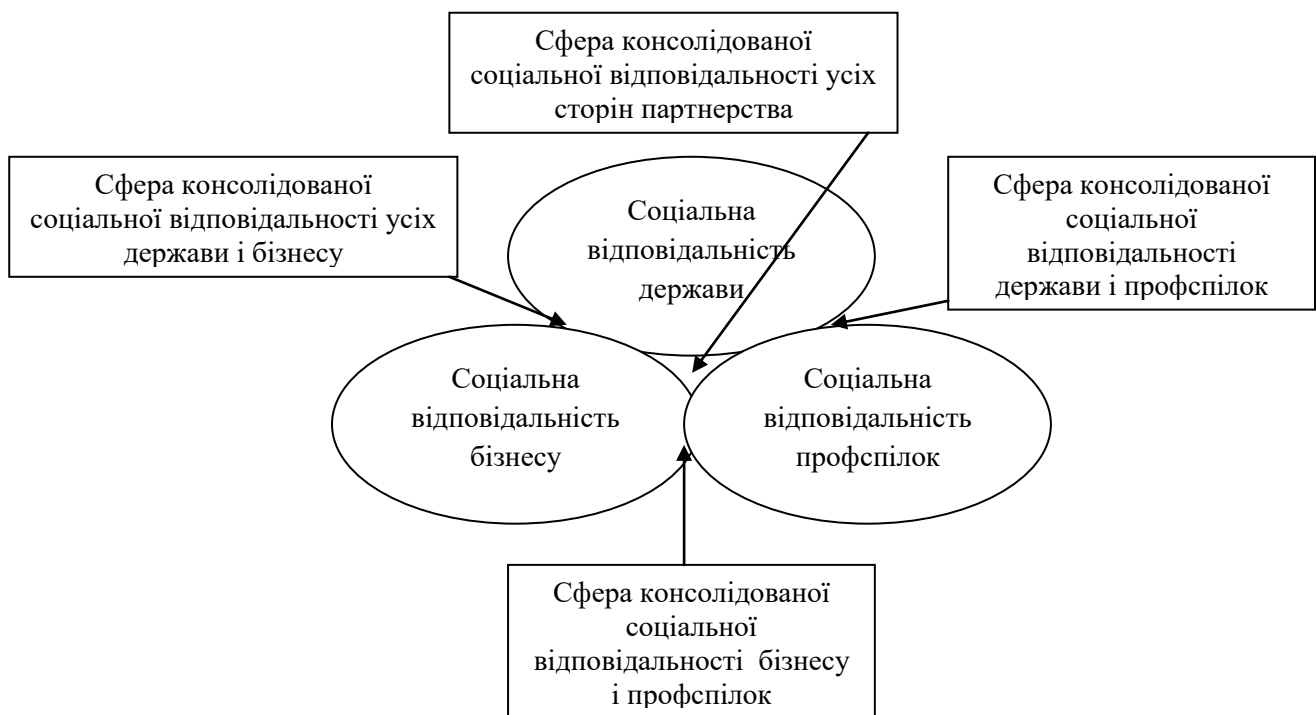 Сфера консолідованої
соціальної відповідальності усіх
сторін партнерства
Сфера консолідованої
соціальної відповідальності усіх
держави і бізнесу
Соціальна
відповідальність
держави
Сфера консолідованої
соціальної
відповідальності
держави і профспілок
Соціальна
відповідальність
бізнесу
Соціальна
відповідальність
профспілок
Сфера консолідованої
соціальної
відповідальності бізнесу
і профспілок